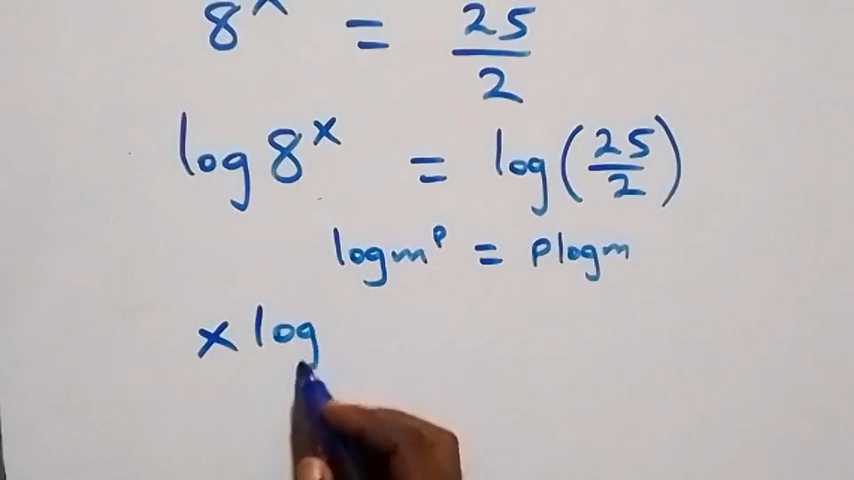 8^x = 25/2
log 8^x = log(25/2)
log m^p = p log m
x log